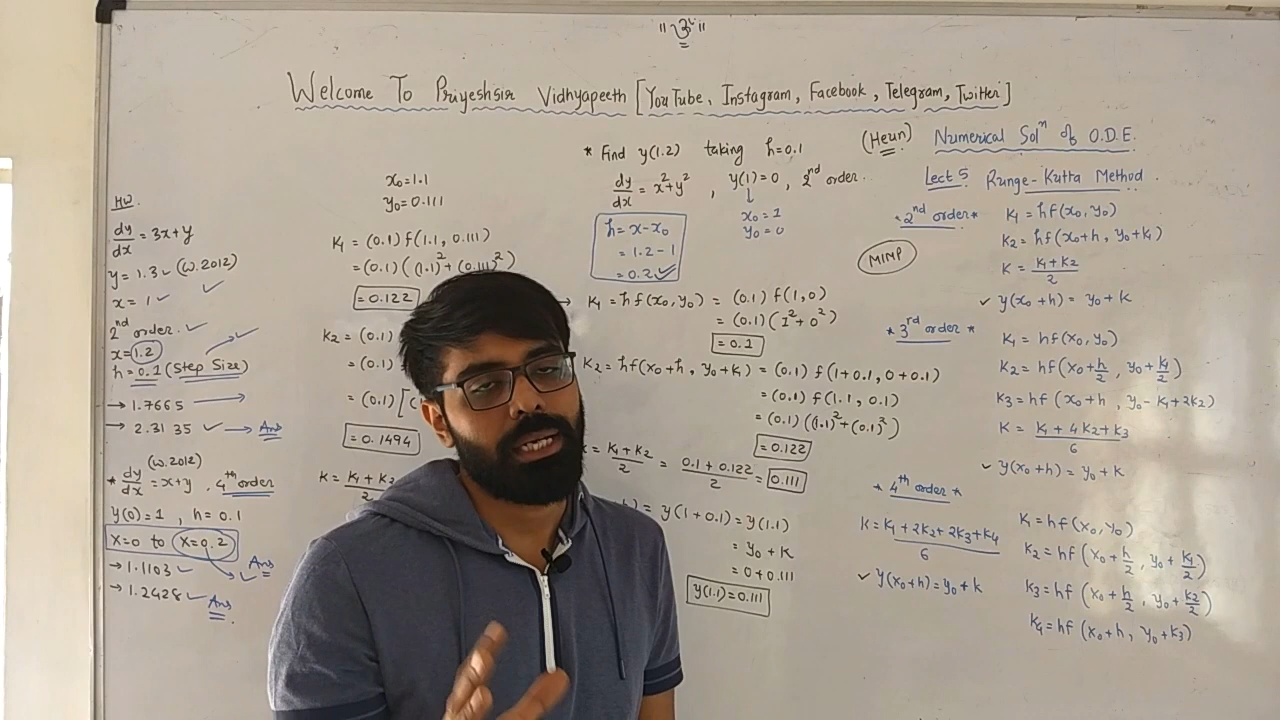 ॥ૐ॥
Welcome To Priyeshsir Vidhyapeeth [YouTube, Instagram, Facebook, Telegram, Twitter]
HW.
dy/dx = 3x+y
y = 1.3 ✓ (W.2012)
x = 1 ✓ ✓
2nd order. ✓
x = 1.2
h = 0.1 (Step Size)
→ 1.7665 →
→ 2.3135 ✓ → Ans
(W.2012)
* dy/dx = x+y , 4th order
y(0)=1 , h = 0.1
x=0 to x=0.2
→ 1.1103 ✓ Ans
→ 1.2428 ✓ Ans
x₀=1.1
y₀=0.111
K₁ = (0.1) f(1.1, 0.111)
= (0.1) ((1.1)² + (0.111)²)
= 0.122
K₂ = (0.1)
= (0.1)
= (0.1) [(
= 0.1494
K = K₁ + K₂ / 2
* Find y(1.2) taking h=0.1
dy/dx = x²+y² , y(1)=0 , 2nd order.
x₀ = 1
y₀ = 0
h = x-x₀
= 1.2 - 1
= 0.2 ✓
→ K₁ = hf(x₀,y₀) = (0.1) f(1,0)
= (0.1) (1²+0²)
= 0.1
K₂ = hf(x₀+h , y₀+K₁) = (0.1) f(1+0.1, 0+0.1)
= (0.1) f(1.1, 0.1)
= (0.1) ((1.1)²+(0.1)²)
= 0.122
= K₁ + K₂ / 2 = 0.1 + 0.122 / 2 = 0.111
h) = y(1+0.1) = y(1.1)
= y₀ + K
= 0 + 0.111
y(1.1) = 0.111
(Heun) Numerical Solⁿ of O.D.E.
Lect 5 Runge-Kutta Method
* 2nd order *
MIMP
K₁ = hf(x₀,y₀)
K₂ = hf(x₀+h , y₀+K₁)
K = K₁ + K₂ / 2
✓ y(x₀+h) = y₀ + K
* 3rd order *
K₁ = hf(x₀,y₀)
K₂ = hf(x₀+h/2 , y₀+K₁/2)
K₃ = hf(x₀+h , y₀-K₁+2K₂)
K = K₁ + 4K₂ + K₃ / 6
✓ y(x₀+h) = y₀ + K
* 4th order *
K = K₁ + 2K₂ + 2K₃ + K₄ / 6
✓ y(x₀+h) = y₀ + K
K₁ = hf(x₀,y₀)
K₂ = hf(x₀+h/2 , y₀+K₁/2)
K₃ = hf(x₀+h/2 , y₀+K₂/2)
K₄ = hf(x₀+h , y₀+K₃)